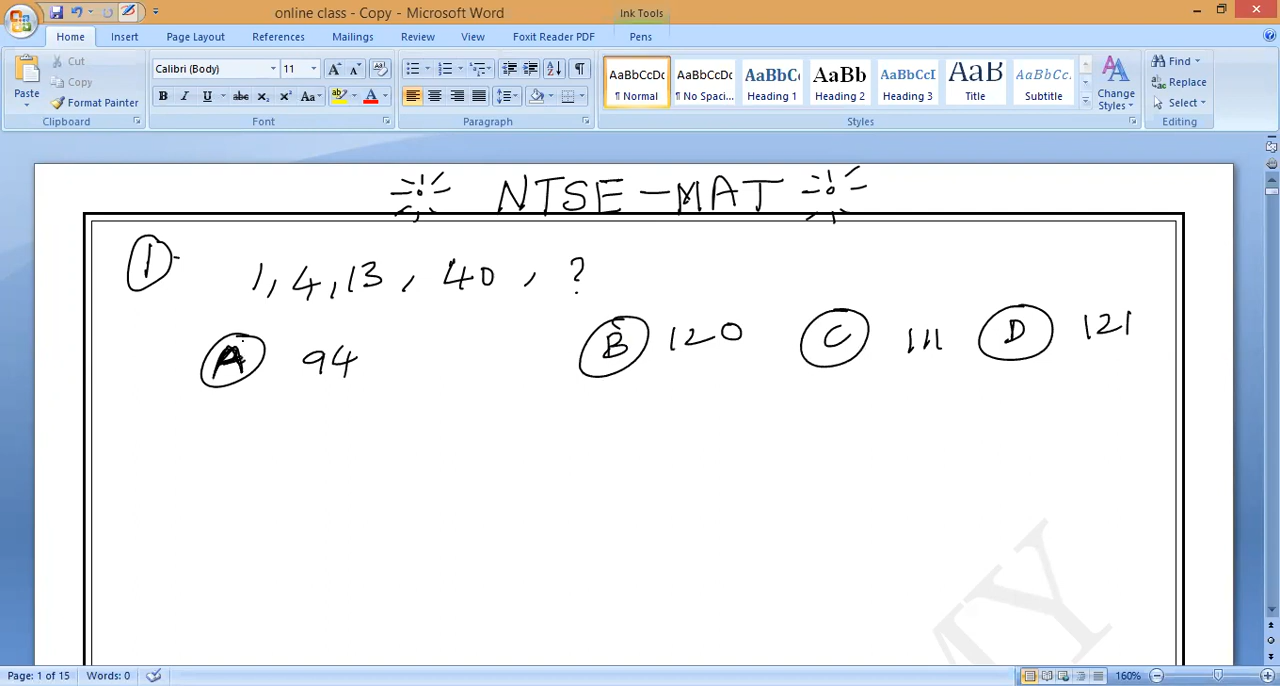 online class - Copy - Microsoft Word
Ink Tools
Home Insert Page Layout References Mailings Review View Foxit Reader PDF Pens
Paste
Cut
Copy
Format Painter
Clipboard
Calibri (Body) 11
Font
Paragraph
AaBbCcDc AaBbCcDc AaBbC AaBb AaBbCcI AaB AaBbCc.
¶ Normal ¶ No Spaci... Heading 1 Heading 2 Heading 3 Title Subtitle
Change Styles
Styles
Find
Replace
Select
Editing
NTSE-MAT
1 1, 4, 13, 40, ?
A 94 B 120 C 111 D 121
MY
Page: 1 of 15 Words: 0 160%